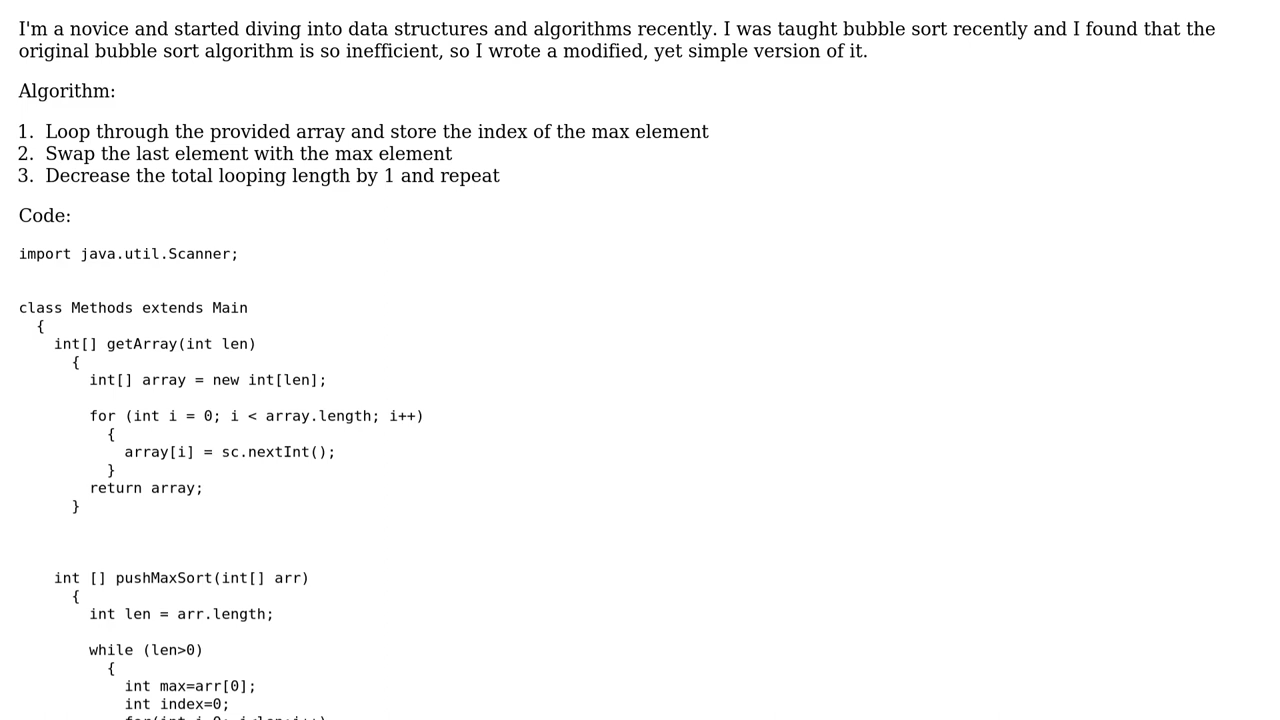 I'm a novice and started diving into data structures and algorithms recently. I was taught bubble sort recently and I found that the
original bubble sort algorithm is so inefficient, so I wrote a modified, yet simple version of it.
Algorithm:
1. Loop through the provided array and store the index of the max element
2. Swap the last element with the max element
3. Decrease the total looping length by 1 and repeat
Code:
import java.util.Scanner;
class Methods extends Main
{
int[] getArray(int len)
{
int[] array = new int[len];
for (int i = 0; i < array.length; i++)
{
array[i] = sc.nextInt();
}
return array;
}
int [] pushMaxSort(int[] arr)
{
int len = arr.length;
while (len>0)
{
int max=arr[0];
int index=0;